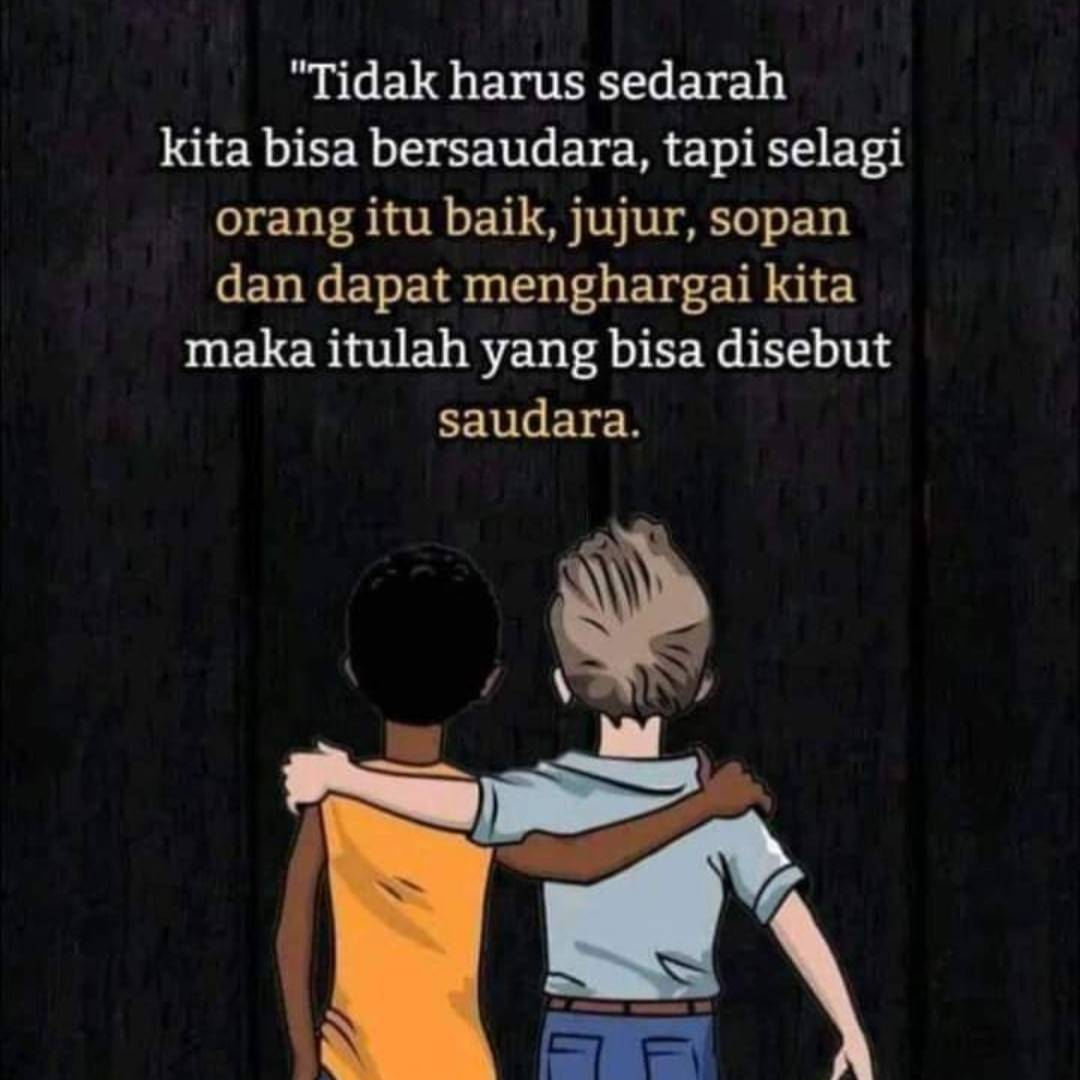 "Tidak harus sedarah
kita bisa bersaudara, tapi selagi
orang itu baik, jujur, sopan
dan dapat menghargai kita
maka itulah yang bisa disebut
saudara.